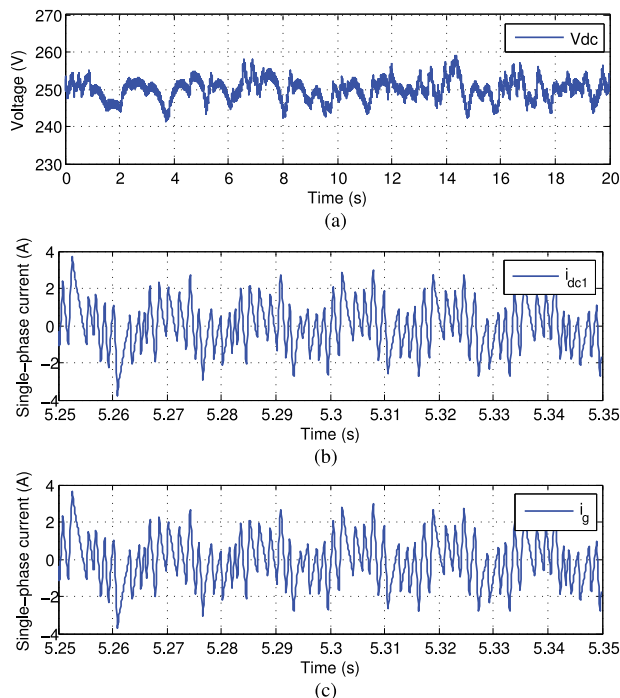 270
260
250
240
230
Voltage (V)
Vdc
0 2 4 6 8 10 12 14 16 18 20
Time (s)
(a)
4
2
0
−2
−4
Single−phase current (A)
i_dc1
5.25 5.26 5.27 5.28 5.29 5.3 5.31 5.32 5.33 5.34 5.35
Time (s)
(b)
4
2
0
−2
−4
Single−phase current (A)
i_g
5.25 5.26 5.27 5.28 5.29 5.3 5.31 5.32 5.33 5.34 5.35
Time (s)
(c)